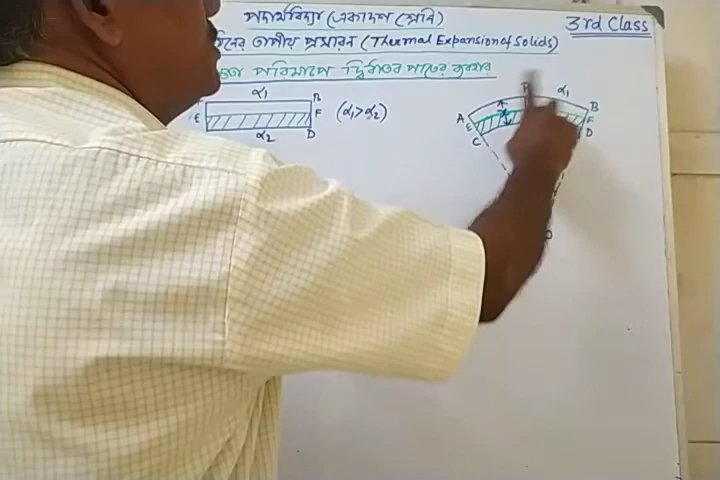 পদার্থবিদ্যা (একাদশ শ্রেণি)
3rd Class
তাপীয় প্রসারন (Thermal Expansion of Solids)
পরিমাপে দ্বিধাতব পাতের ব্যবহার
α₁
B
E
F
α₂
D
(α₁>α₂)
α₁
A
B
E
F
C
D